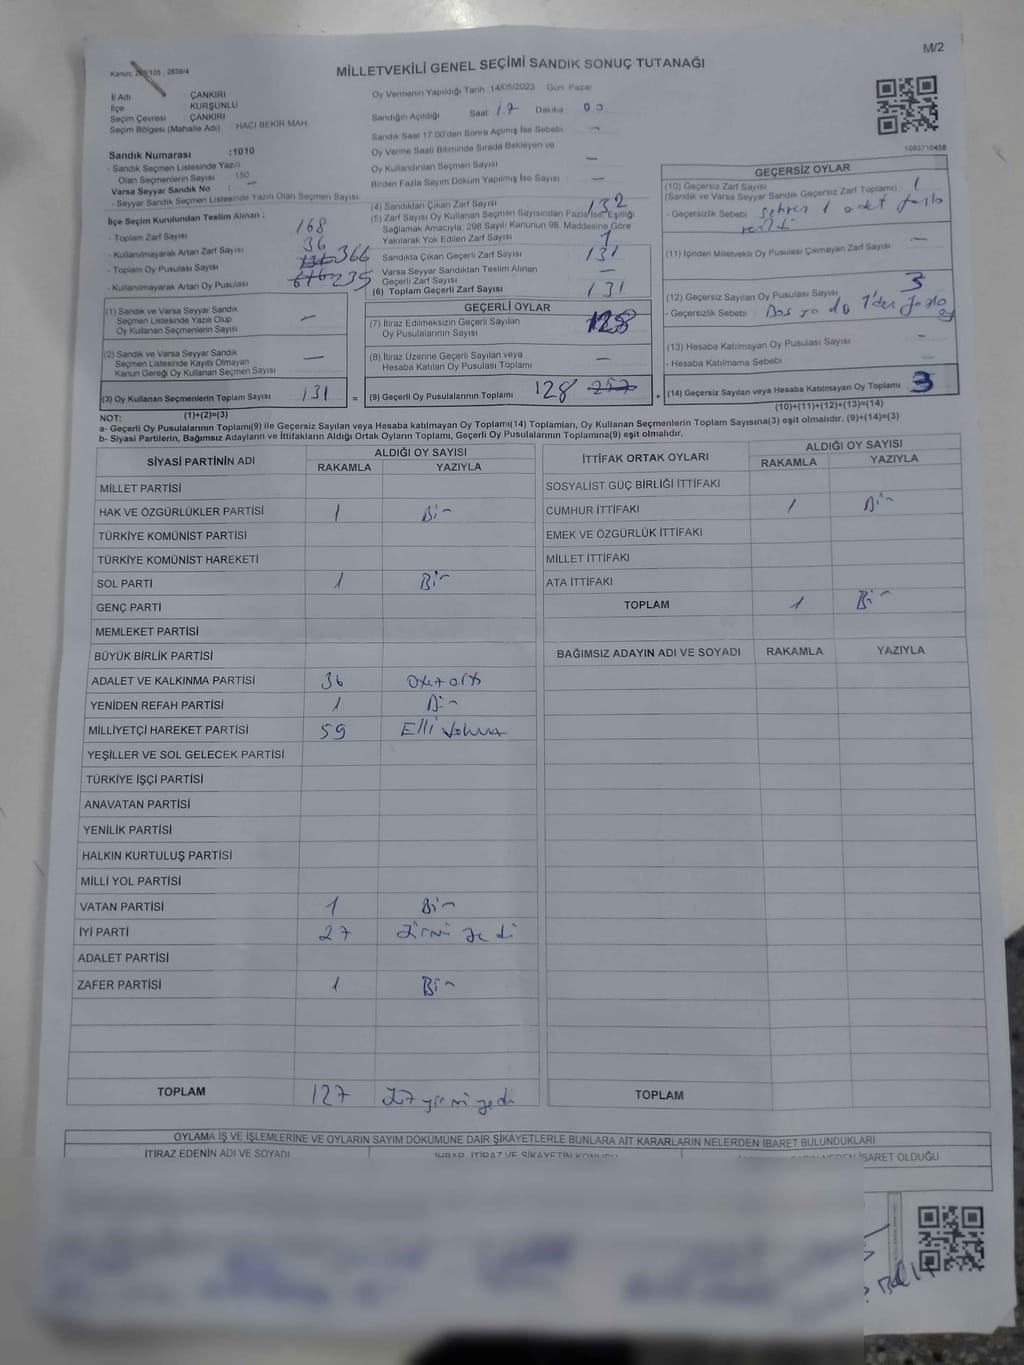 M/2
Kanun: 298/105 , 2839/4
MİLLETVEKİLİ GENEL SEÇİMİ SANDIK SONUÇ TUTANAĞI
İl Adı : ÇANKIRI
İlçe : KURŞUNLU
Seçim Çevresi : ÇANKIRI
Seçim Bölgesi (Mahalle Adı) : HACI BEKİR MAH.
Sandık Numarası :1010
- Sandık Seçmen Listesinde Yazılı
Olan Seçmenlerin Sayısı : 150
Varsa Seyyar Sandık No : —
- Seyyar Sandık Seçmen Listesinde Yazılı Olan Seçmen Sayısı:
Oy Vermenin Yapıldığı Tarih :14/05/2023 Gün: Pazar
Sandığın Açıldığı Saat 17 Dakika 00
Sandık Saat 17:00'den Sonra Açılmış İse Sebebi —
Oy Verme Saati Bitiminde Sırada Bekleyen ve
Oy Kullandırılan Seçmen Sayısı —
Birden Fazla Sayım Döküm Yapılmış İse Sayısı —
1083716458
İlçe Seçim Kurulundan Teslim Alınan ;
- Toplam Zarf Sayısı 168
- Kullanılmayarak Artan Zarf Sayısı 36
- Toplam Oy Pusulası Sayısı 366
- Kullanılmayarak Artan Oy Pusulası 235
(4) Sandıktan Çıkan Zarf Sayısı 132
(5) Zarf Sayısı Oy Kullanan Seçmen Sayısından Fazla İse, Eşitliği
Sağlamak Amacıyla; 298 Sayılı Kanunun 98. Maddesine Göre
Yakılarak Yok Edilen Zarf Sayısı 1
Sandıkta Çıkan Geçerli Zarf Sayısı 131
Varsa Seyyar Sandıktan Teslim Alınan
Geçerli Zarf Sayısı —
(6) Toplam Geçerli Zarf Sayısı 131
GEÇERSİZ OYLAR
(10) Geçersiz Zarf Sayısı
(Sandık ve Varsa Seyyar Sandık Geçersiz Zarf Toplamı) 1
- Geçersizlik Sebebi 1 adet fazla
(11) İçinden Milletvekili Oy Pusulası Çıkmayan Zarf Sayısı —
(12) Geçersiz Sayılan Oy Pusulası Sayısı 3
- Geçersizlik Sebebi Boş ya da 1'den fazla oy
(13) Hesaba Katılmayan Oy Pusulası Sayısı —
- Hesaba Katılmama Sebebi
(14) Geçersiz Sayılan veya Hesaba Katılmayan Oy Toplamı 3
(10)+(11)+(12)+(13)=(14)
(1) Sandık ve Varsa Seyyar Sandık
Seçmen Listesinde Yazılı Olup
Oy Kullanan Seçmenlerin Sayısı —
(2) Sandık ve Varsa Seyyar Sandık
Seçmen Listesinde Kayıtlı Olmayan
Kanun Gereği Oy Kullanan Seçmen Sayısı —
(3) Oy Kullanan Seçmenlerin Toplam Sayısı 131 =
(1)+(2)=(3)
GEÇERLİ OYLAR
(7) İtiraz Edilmeksizin Geçerli Sayılan
Oy Pusulalarının Sayısı 128
(8) İtiraz Üzerine Geçerli Sayılan veya
Hesaba Katılan Oy Pusulası Toplamı —
(9) Geçerli Oy Pusulalarının Toplamı 128 257 +
NOT:
a- Geçerli Oy Pusulalarının Toplamı(9) ile Geçersiz Sayılan veya Hesaba katılmayan Oy Toplamı(14) Toplamları, Oy Kullanan Seçmenlerin Toplam Sayısına(3) eşit olmalıdır. (9)+(14)=(3)
b- Siyasi Partilerin, Bağımsız Adayların ve İttifakların Aldığı Ortak Oyların Toplamı, Geçerli Oy Pusulalarının Toplamına(9) eşit olmalıdır.
SİYASİ PARTİNİN ADI ALDIĞI OY SAYISI
RAKAMLA YAZIYLA
MİLLET PARTİSİ
HAK VE ÖZGÜRLÜKLER PARTİSİ 1 Bir
TÜRKİYE KOMÜNİST PARTİSİ
TÜRKİYE KOMÜNİST HAREKETİ
SOL PARTİ 1 Bir
GENÇ PARTİ
MEMLEKET PARTİSİ
BÜYÜK BİRLİK PARTİSİ
ADALET VE KALKINMA PARTİSİ 36 otuz altı
YENİDEN REFAH PARTİSİ 1 Bir
MİLLİYETÇİ HAREKET PARTİSİ 59 Elli dokuz
YEŞİLLER VE SOL GELECEK PARTİSİ
TÜRKİYE İŞÇİ PARTİSİ
ANAVATAN PARTİSİ
YENİLİK PARTİSİ
HALKIN KURTULUŞ PARTİSİ
MİLLİ YOL PARTİSİ
VATAN PARTİSİ 1 Bir
İYİ PARTİ 27 Yirmi yedi
ADALET PARTİSİ
ZAFER PARTİSİ 1 Bir
TOPLAM 127 yirmi yedi
İTTİFAK ORTAK OYLARI ALDIĞI OY SAYISI
RAKAMLA YAZIYLA
SOSYALİST GÜÇ BİRLİĞİ İTTİFAKI
CUMHUR İTTİFAKI 1 Bir
EMEK VE ÖZGÜRLÜK İTTİFAKI
MİLLET İTTİFAKI
ATA İTTİFAKI
TOPLAM 1 Bir
BAĞIMSIZ ADAYIN ADI VE SOYADI RAKAMLA YAZIYLA
TOPLAM
OYLAMA İŞ VE İŞLEMLERİNE VE OYLARIN SAYIM DÖKÜMÜNE DAİR ŞİKAYETLERLE BUNLARA AİT KARARLARIN NELERDEN İBARET BULUNDUKLARI
İTİRAZ EDENİN ADI VE SOYADI İHBAR, İTİRAZ VE ŞİKAYETİN KONUSU İBARET OLDUĞU